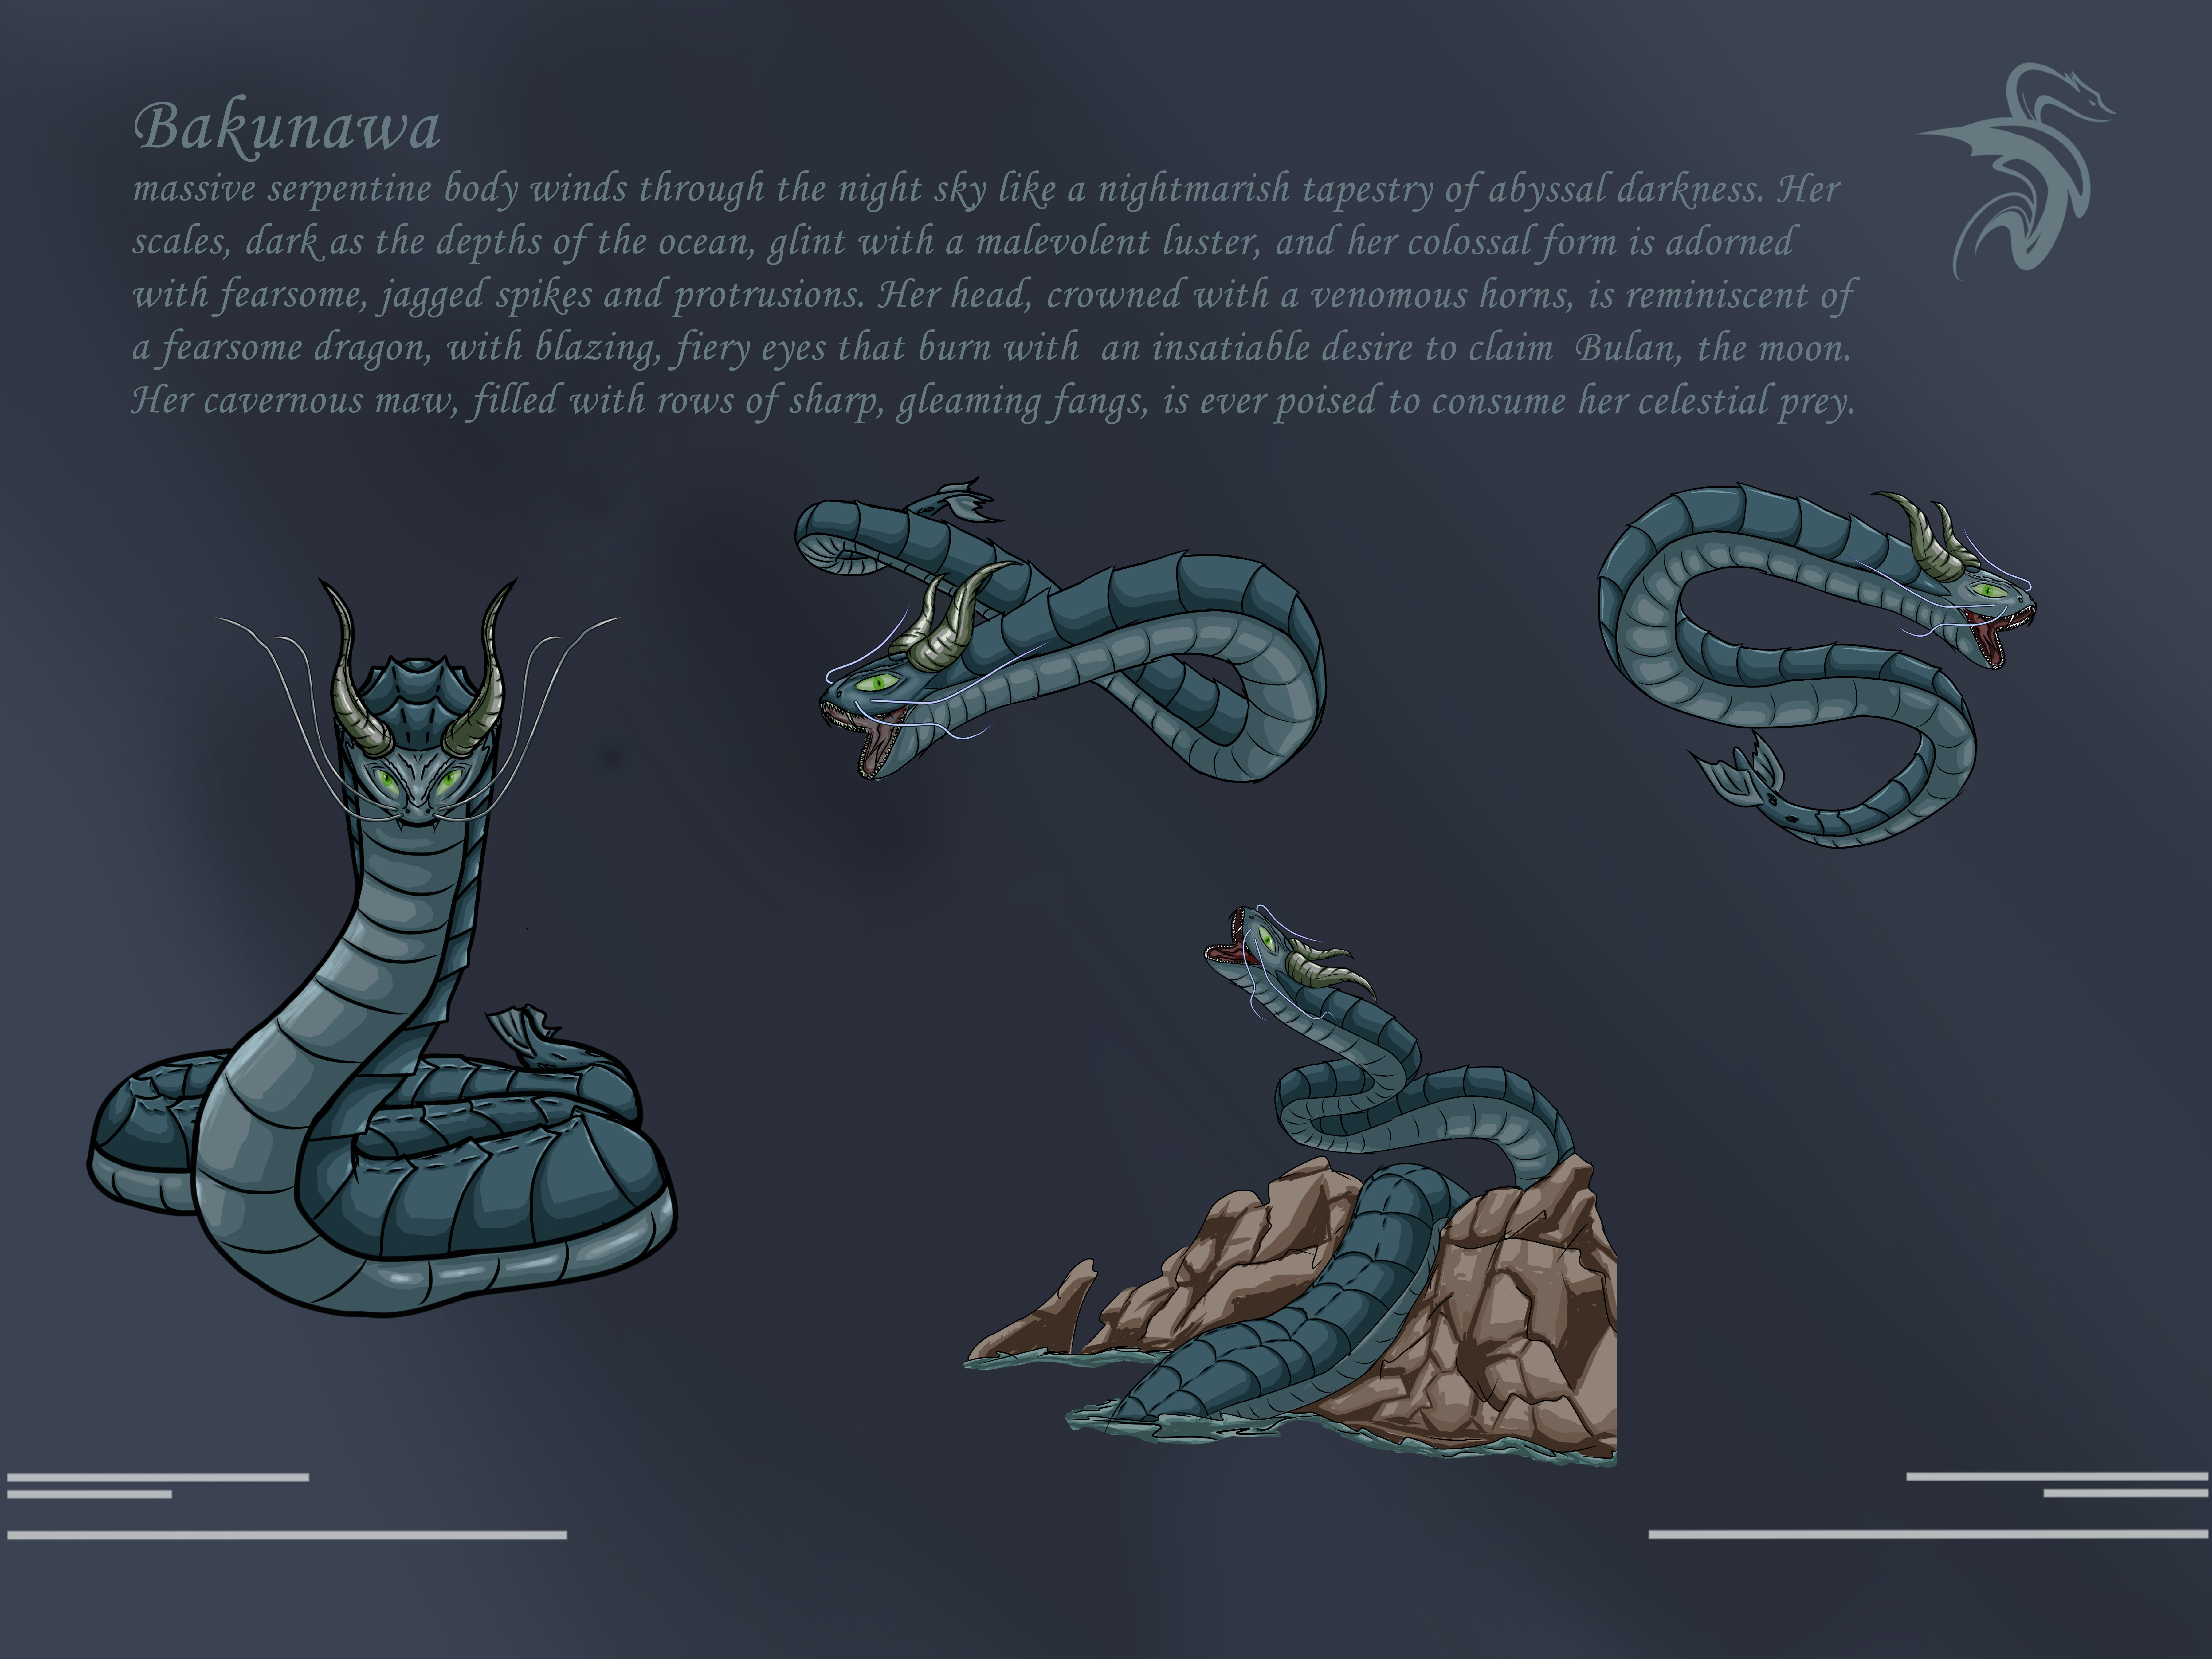 Bakunawa
massive serpentine body winds through the night sky like a nightmarish tapestry of abyssal darkness. Her
scales, dark as the depths of the ocean, glint with a malevolent luster, and her colossal form is adorned
with fearsome, jagged spikes and protrusions. Her head, crowned with a venomous horns, is reminiscent of
a fearsome dragon, with blazing, fiery eyes that burn with an insatiable desire to claim Bulan, the moon.
Her cavernous maw, filled with rows of sharp, gleaming fangs, is ever poised to consume her celestial prey.